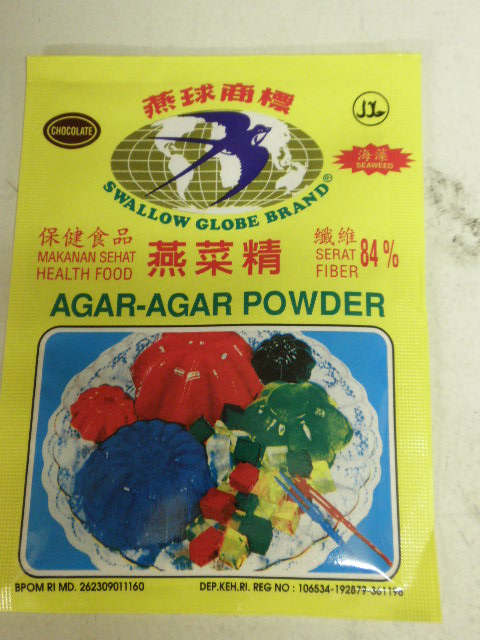 燕球商標
CHOCOLATE
海藻
SEAWEED
SWALLOW GLOBE BRAND®
保健食品
MAKANAN SEHAT
HEALTH FOOD
燕菜精
纖維
SERAT
FIBER
84 %
AGAR-AGAR POWDER
BPOM RI MD. 262309011160
DEP.KEH.RI. REG NO : 106534-192877-361196